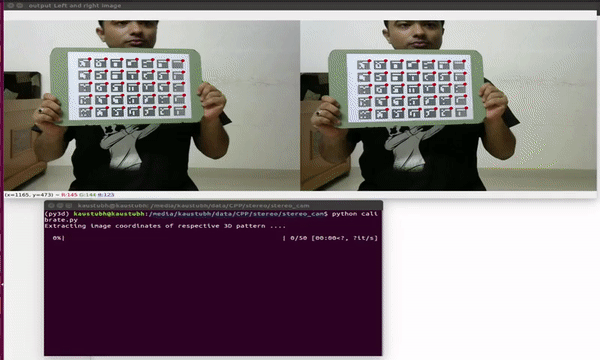 output Left and right image
(x=1165, y=473) ~ R:145 G:144 B:123
kaustubh@kaustubh: /media/kaustubh/data/CPP/stereo/stereo_cam
(py3d) kaustubh@kaustubh:/media/kaustubh/data/CPP/stereo/stereo_cam$ python cali
brate.py
Extracting image coordinates of respective 3D pattern ....
0%| | 0/50 [00:00<?, ?it/s]